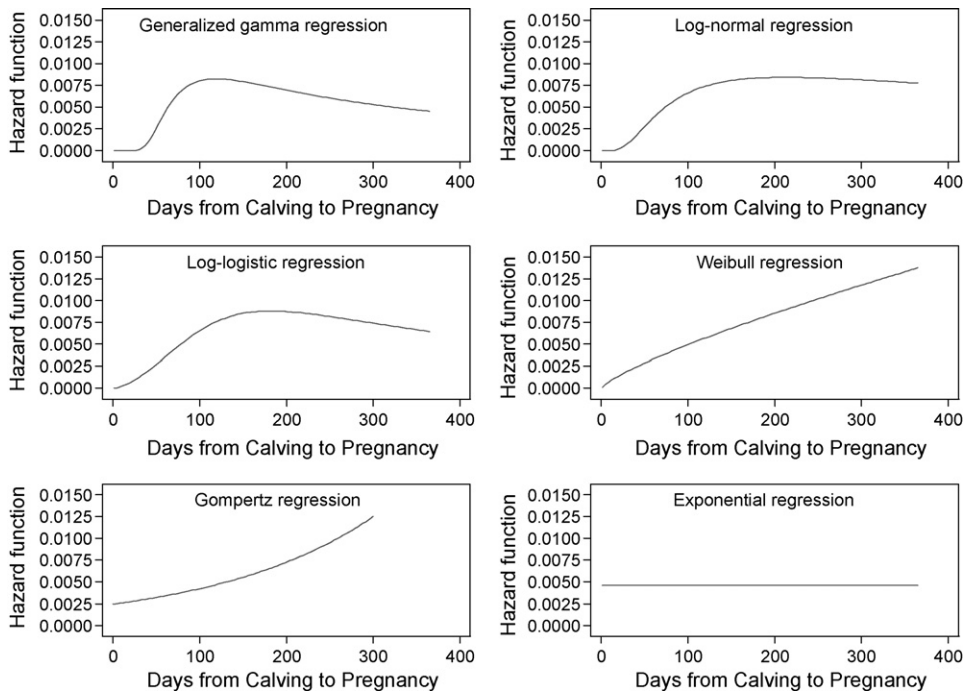 Generalized gamma regression
Hazard function
0.0150
0.0125
0.0100
0.0075
0.0050
0.0025
0.0000
0 100 200 300 400
Days from Calving to Pregnancy
Log-normal regression
Hazard function
0.0150
0.0125
0.0100
0.0075
0.0050
0.0025
0.0000
0 100 200 300 400
Days from Calving to Pregnancy
Log-logistic regression
Hazard function
0.0150
0.0125
0.0100
0.0075
0.0050
0.0025
0.0000
0 100 200 300 400
Days from Calving to Pregnancy
Weibull regression
Hazard function
0.0150
0.0125
0.0100
0.0075
0.0050
0.0025
0.0000
0 100 200 300 400
Days from Calving to Pregnancy
Gompertz regression
Hazard function
0.0150
0.0125
0.0100
0.0075
0.0050
0.0025
0.0000
0 100 200 300 400
Days from Calving to Pregnancy
Exponential regression
Hazard function
0.0150
0.0125
0.0100
0.0075
0.0050
0.0025
0.0000
0 100 200 300 400
Days from Calving to Pregnancy